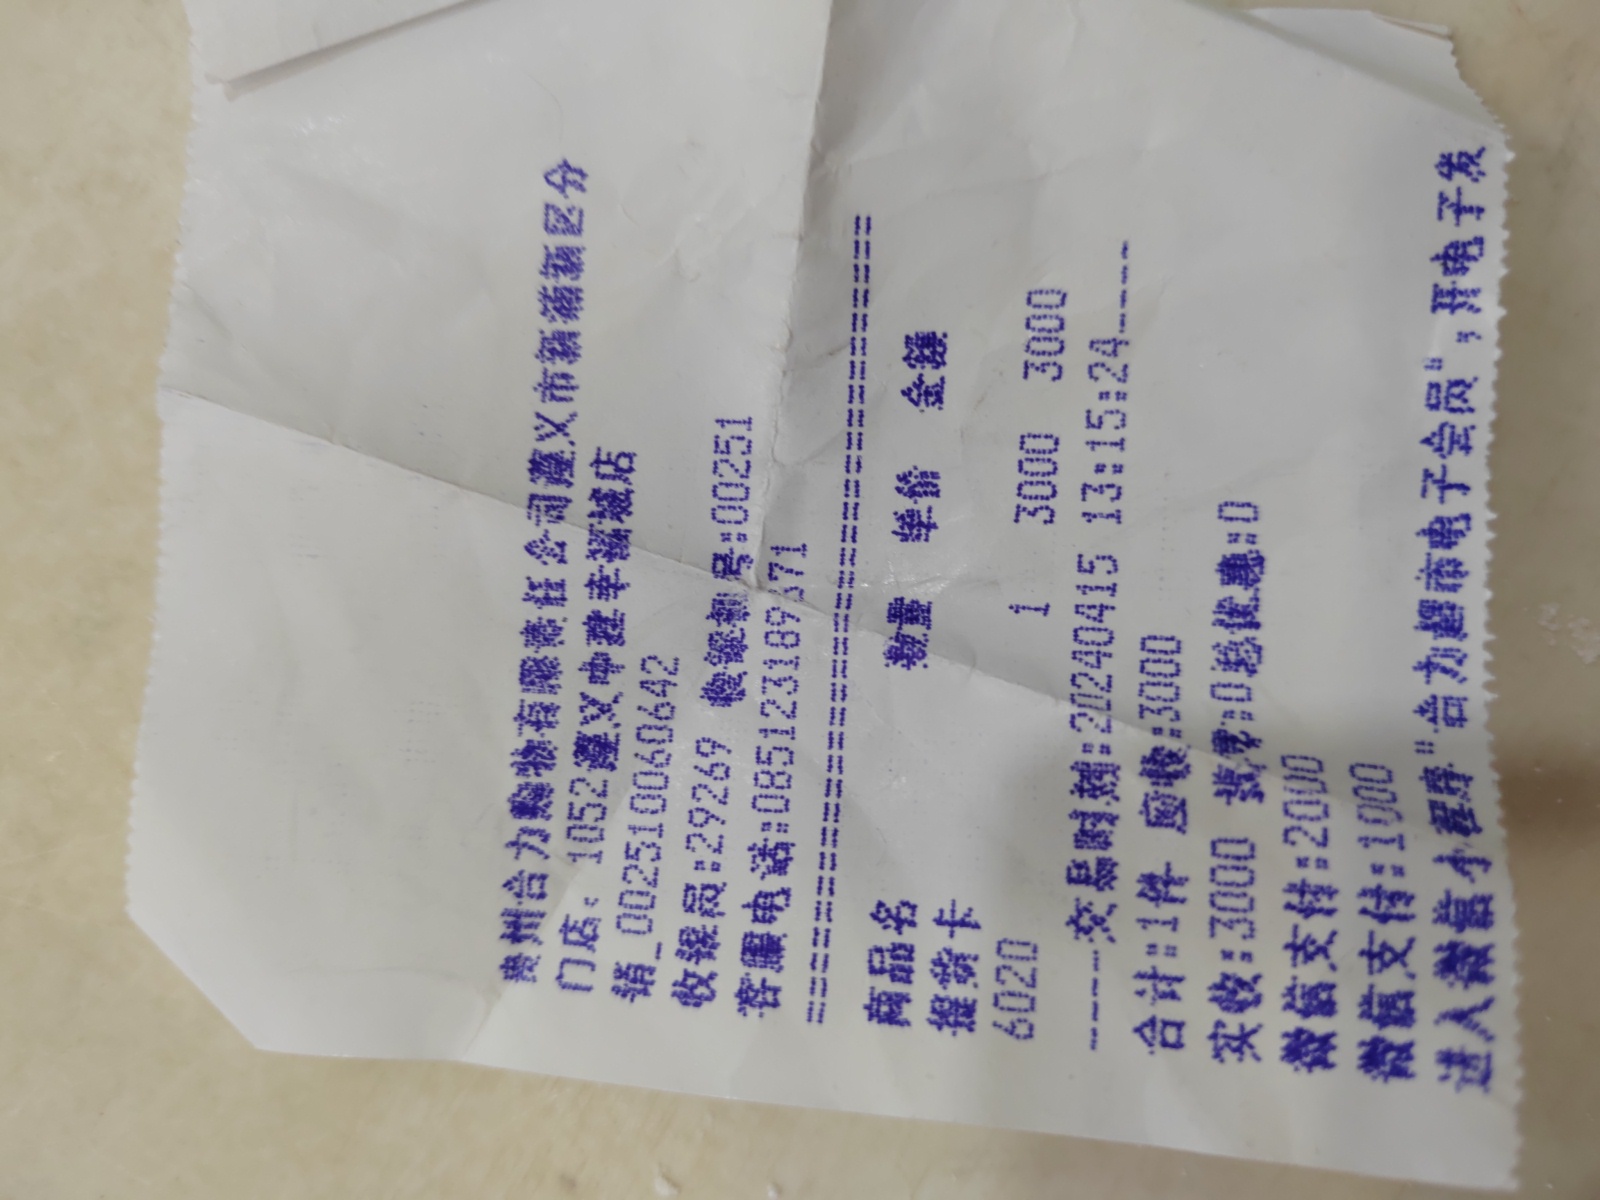 贵州合力购物有限责任公司遵义市新蒲新区分
门店: 1052遵义中建幸福城店
销_002510060642
收银员:29269 收银机号:00251
客服电话:085123189671
商品名 数量 单价 金额
提货卡
6020 1 3000 3000
----交易时刻:20240415 13:15:24----
合计:1件 应收:3000
实收:3000 找零:0总优惠:0
微信支付:2000
微信支付:1000
进入微信小程序"合力超市电子会员",开电子发